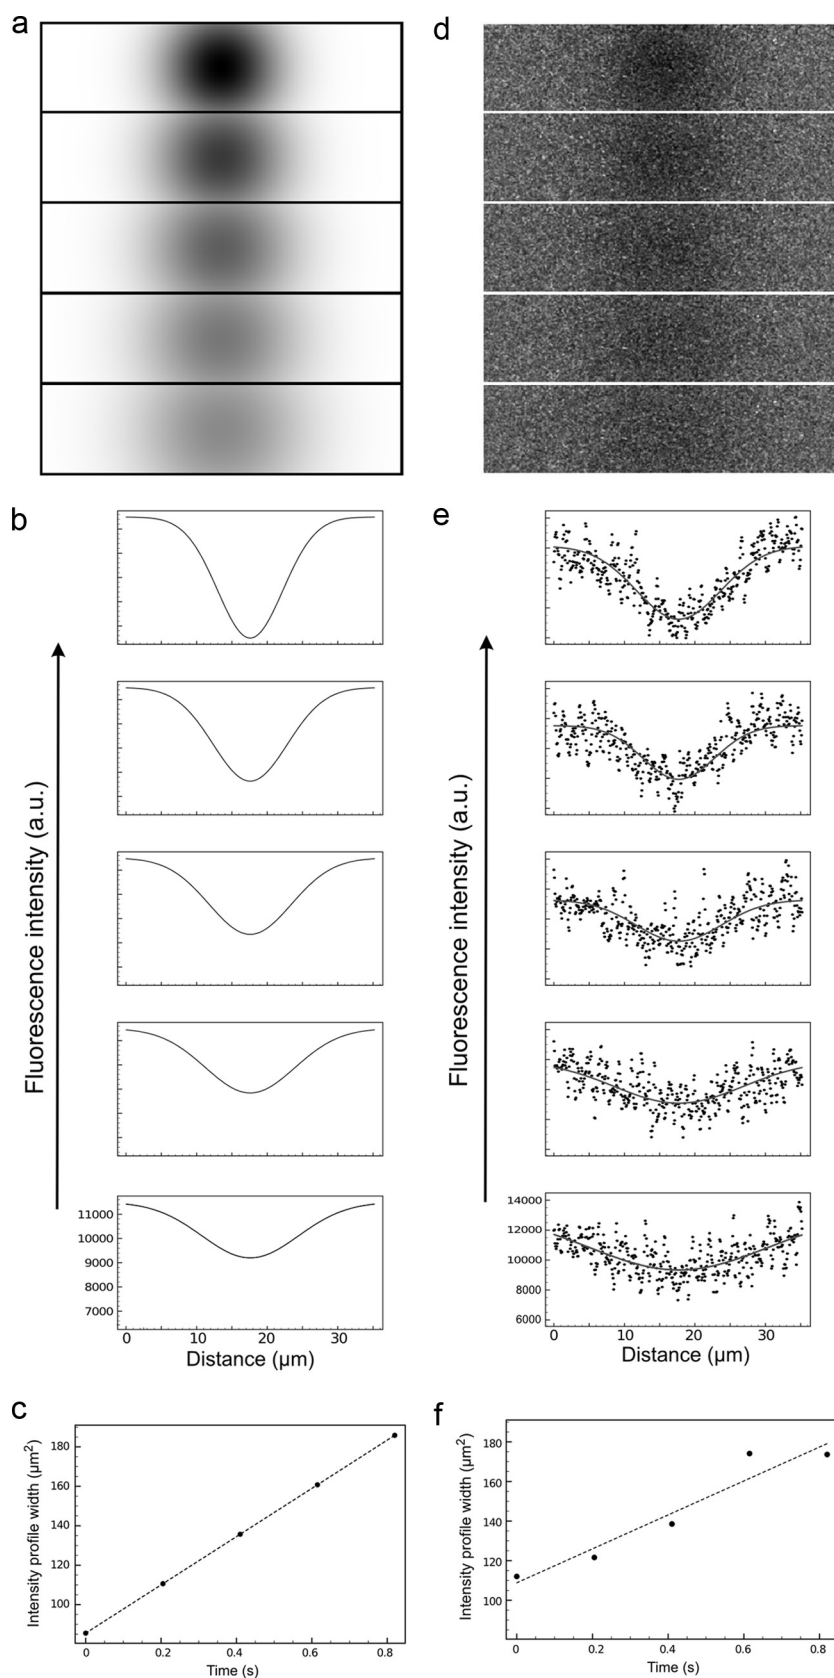 a
d
b
e
Fluorescence intensity (a.u.)
11000
10000
9000
8000
7000
0
10
20
30
Distance (µm)
Fluorescence intensity (a.u.)
14000
12000
10000
8000
6000
0
10
20
30
Distance (µm)
c
f
Intensity profile width (µm²)
180
160
140
120
100
0
0.2
0.4
0.6
0.8
Time (s)
Intensity profile width (µm²)
180
160
140
120
100
0
0.2
0.4
0.6
0.8
Time (s)